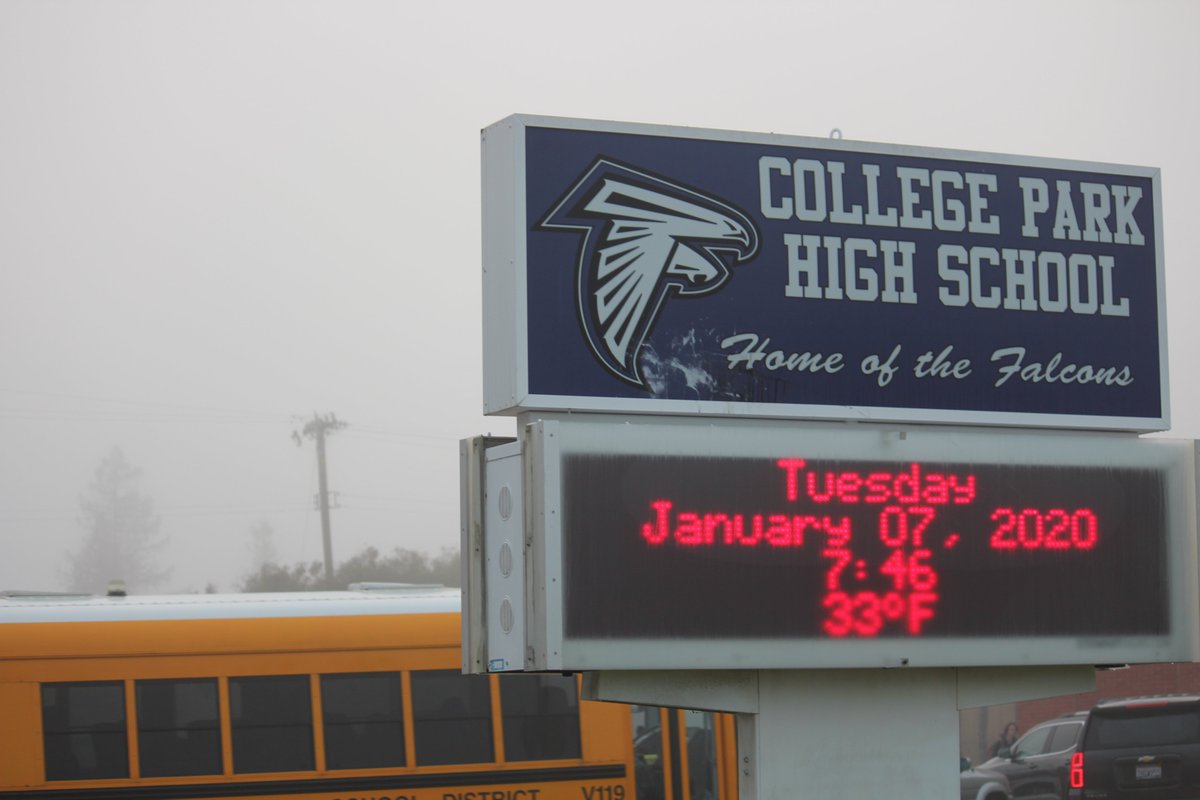 COLLEGE PARK
HIGH SCHOOL
Home of the Falcons
Tuesday
January 07, 2020
7:46
33°F
SCHOOL DISTRICT V119